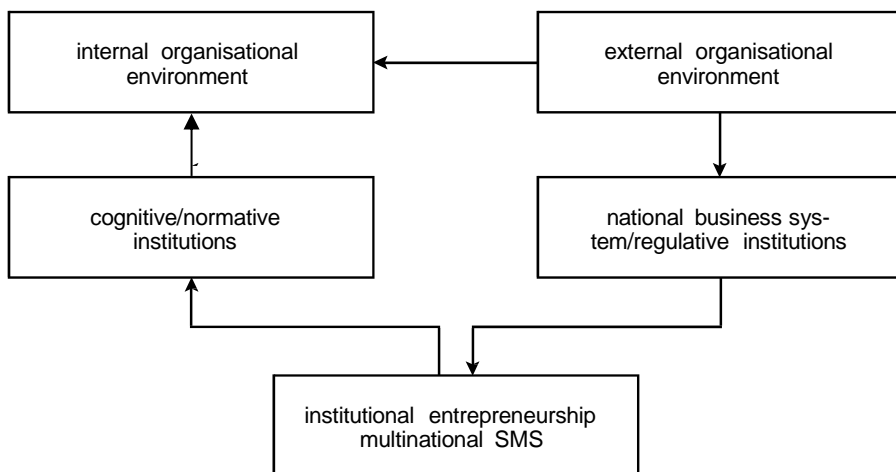 internal organisational
environment
external organisational
environment
cognitive/normative
institutions
national business sys-
tem/regulative institutions
institutional entrepreneurship
multinational SMS